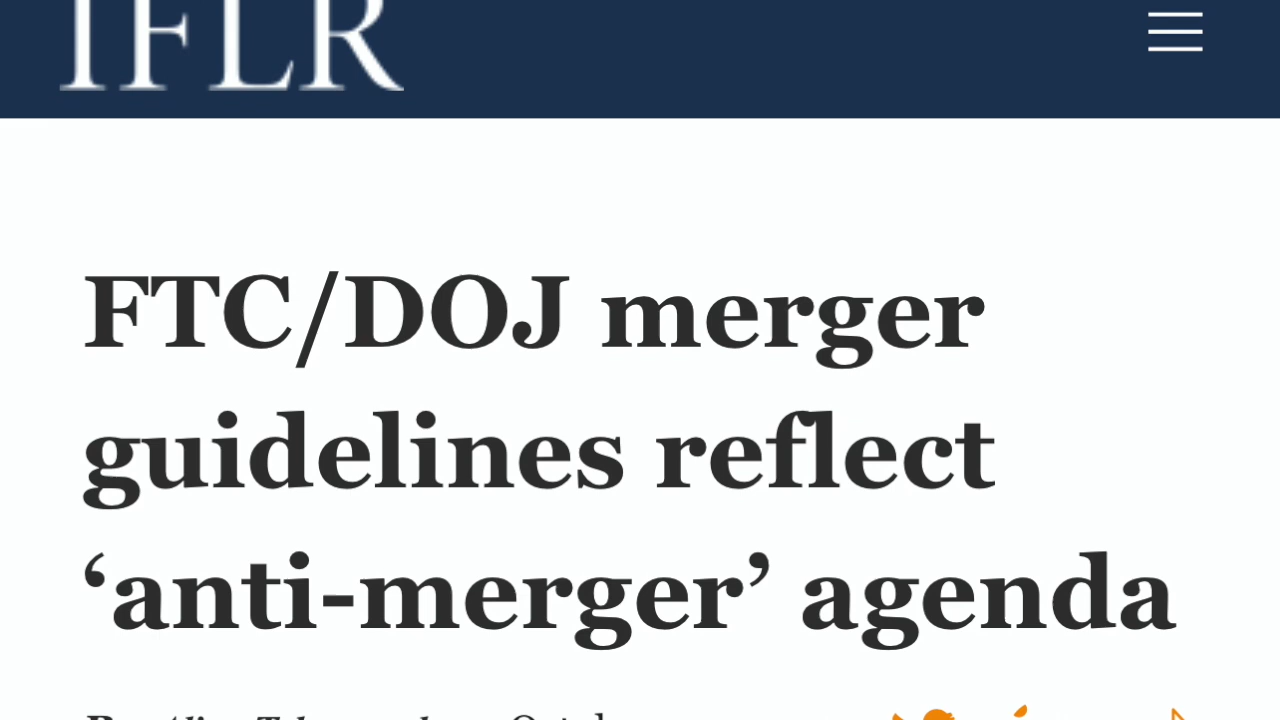 IFLR
FTC/DOJ merger
guidelines reflect
‘anti-merger’ agenda